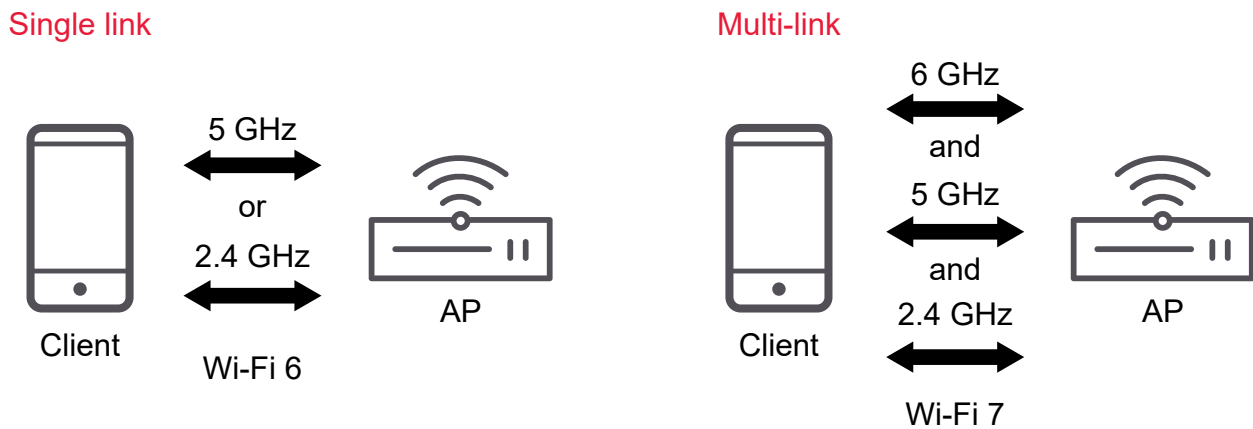 Single link
5 GHz
or
2.4 GHz
Client
AP
Wi-Fi 6
Multi-link
6 GHz
and
5 GHz
and
2.4 GHz
Client
AP
Wi-Fi 7